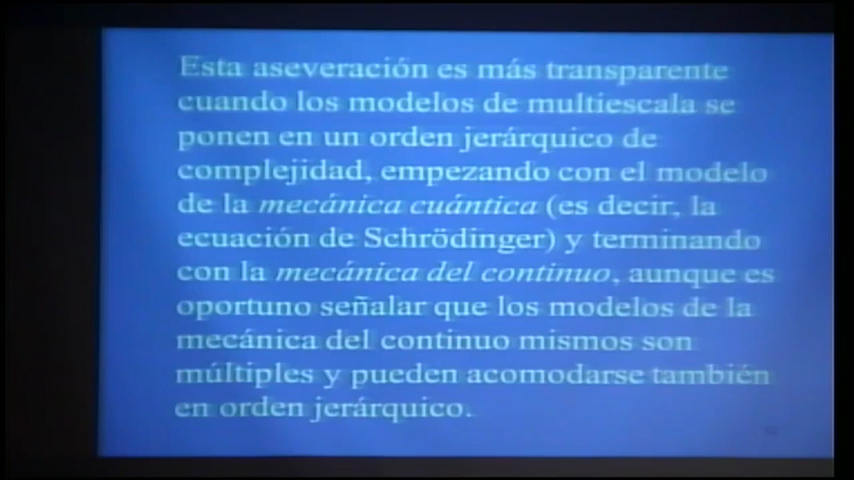 Esta aseveración es más transparente
cuando los modelos de multiescala se
ponen en un orden jerárquico de
complejidad, empezando con el modelo
de la mecánica cuántica (es decir, la
ecuación de Schrödinger) y terminando
con la mecánica del continuo, aunque es
oportuno señalar que los modelos de la
mecánica del continuo mismos son
múltiples y pueden acomodarse también
en orden jerárquico.